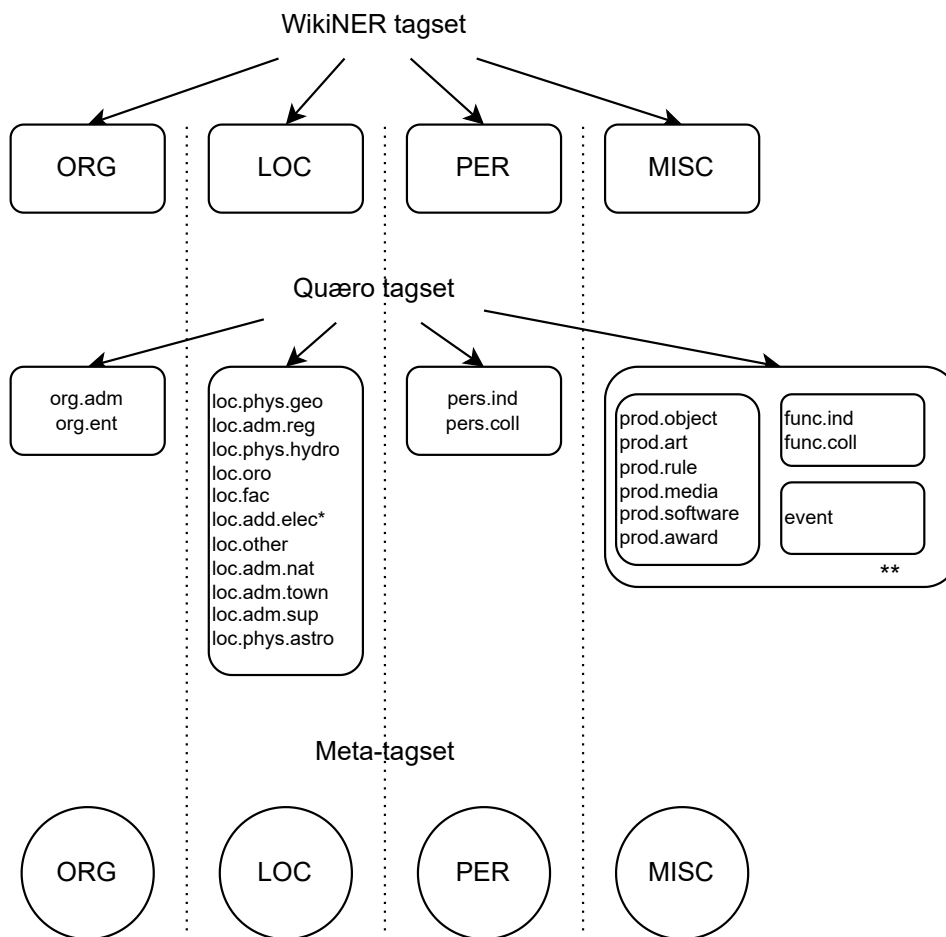 WikiNER tagset
ORG
LOC
PER
MISC
Quæro tagset
org.adm
org.ent
loc.phys.geo
loc.adm.reg
loc.phys.hydro
loc.oro
loc.fac
loc.add.elec*
loc.other
loc.adm.nat
loc.adm.town
loc.adm.sup
loc.phys.astro
pers.ind
pers.coll
prod.object
prod.art
prod.rule
prod.media
prod.software
prod.award
func.ind
func.coll
event
**
Meta-tagset
ORG
LOC
PER
MISC